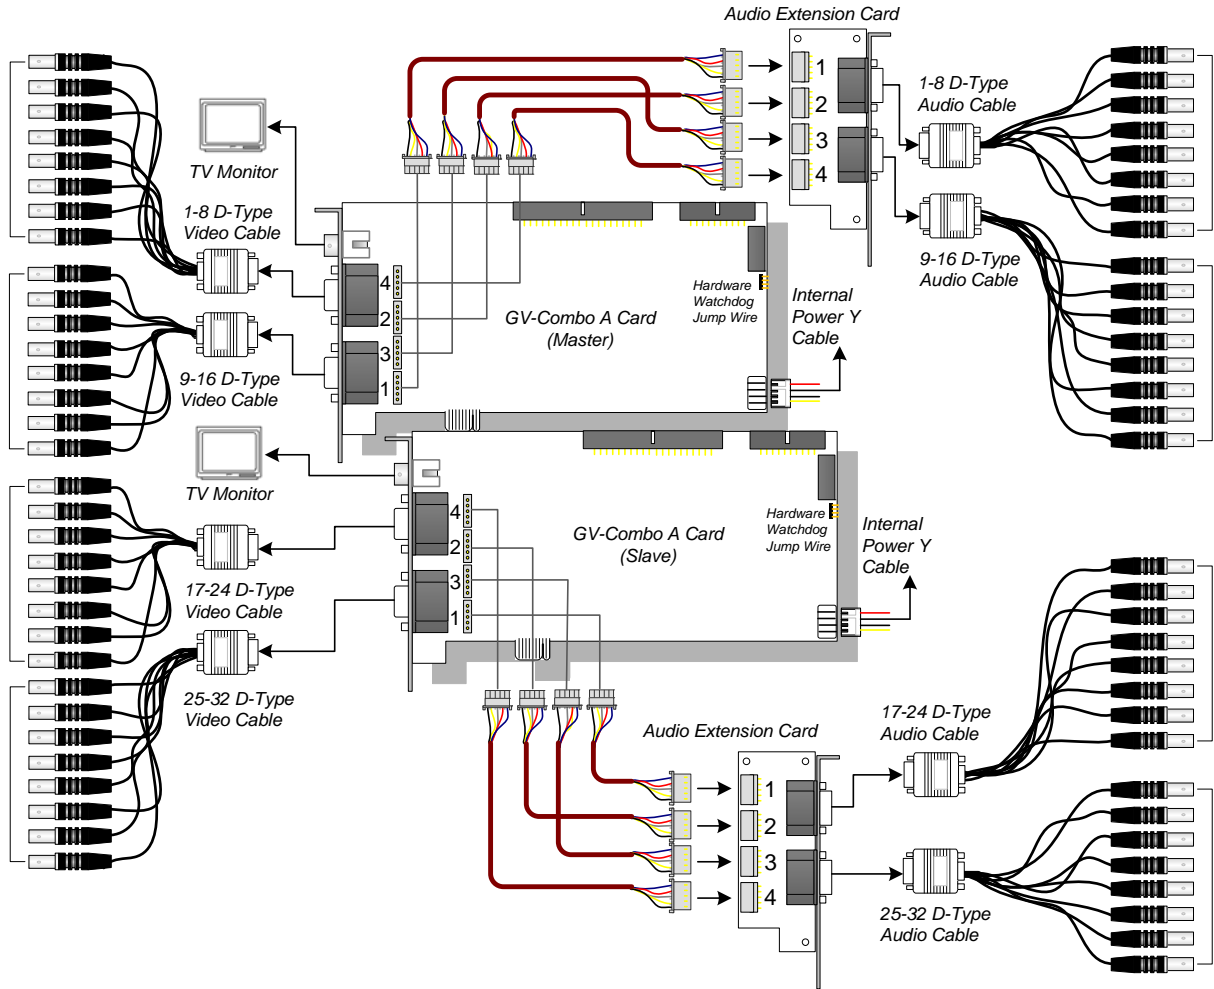 Audio Extension Card
1
2
3
4
1-8 D-Type
Audio Cable
9-16 D-Type
Audio Cable
TV Monitor
1-8 D-Type
Video Cable
9-16 D-Type
Video Cable
4
2
3
1
GV-Combo A Card
(Master)
Hardware
Watchdog
Jump Wire
Internal
Power Y
Cable
TV Monitor
17-24 D-Type
Video Cable
25-32 D-Type
Video Cable
4
2
3
1
GV-Combo A Card
(Slave)
Hardware
Watchdog
Jump Wire
Internal
Power Y
Cable
Audio Extension Card
1
2
3
4
17-24 D-Type
Audio Cable
25-32 D-Type
Audio Cable